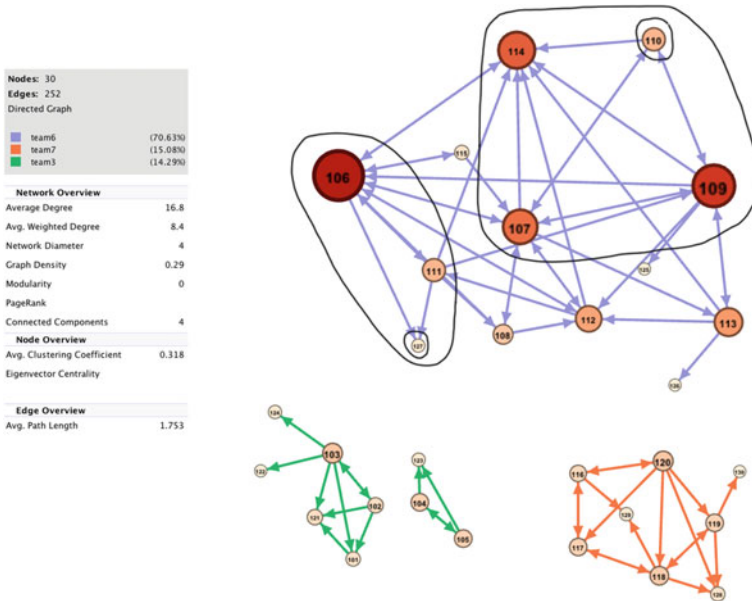 Nodes: 30
Edges: 252
Directed Graph
team6 (70.63%)
team7 (15.08%)
team3 (14.29%)
Network Overview
Average Degree 16.8
Avg. Weighted Degree 8.4
Network Diameter 4
Graph Density 0.29
Modularity 0
PageRank
Connected Components 4
Node Overview
Avg. Clustering Coefficient 0.318
Eigenvector Centrality
Edge Overview
Avg. Path Length 1.753
110
114
115
106
109
107
111
125
112
113
108
127
126
124
103
122
102
121
101
123
104
105
120
116
119
117
118